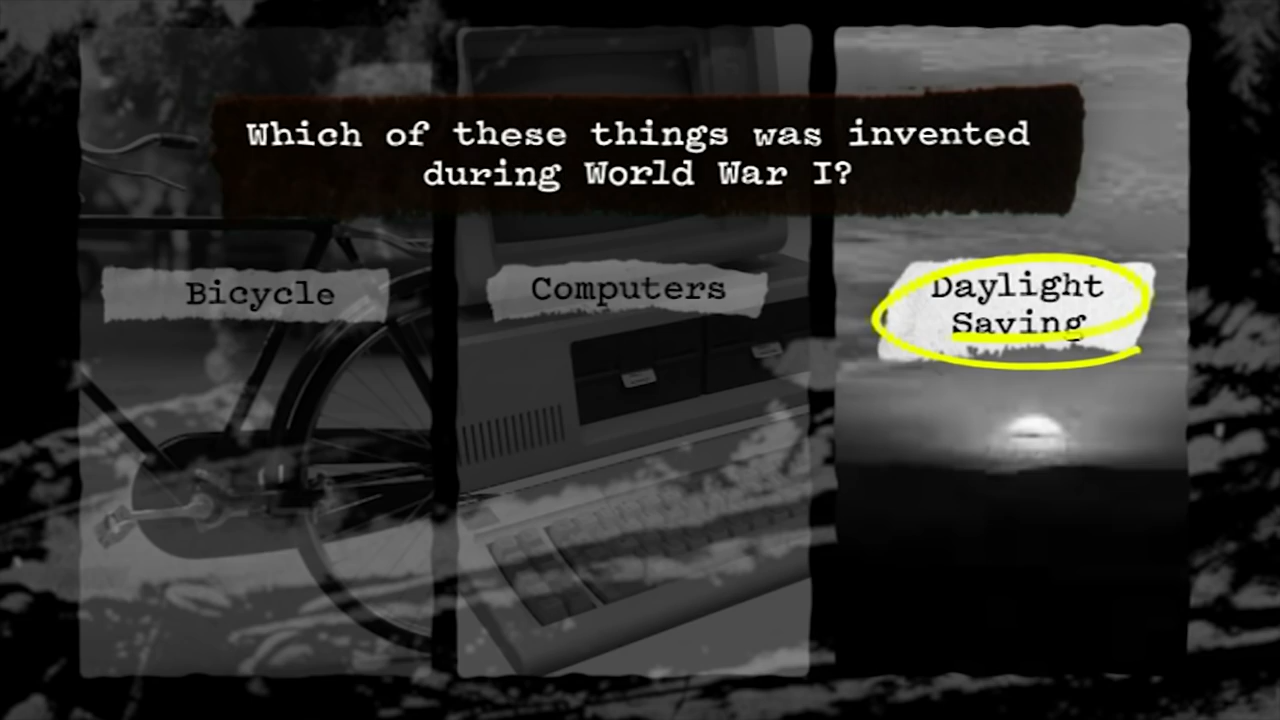 Which of these things was invented
during World War I?
Bicycle
Computers
Daylight
Saving